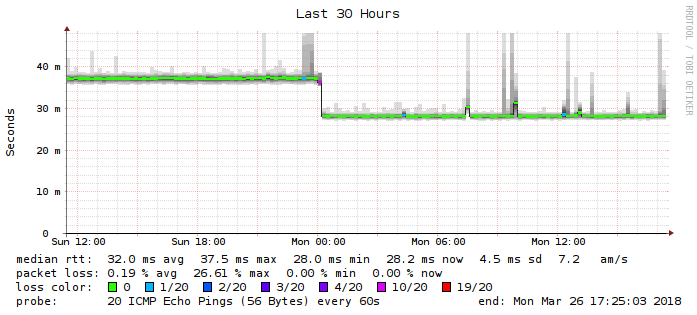 Last 30 Hours
RRDTOOL / TOBI OETIKER
Seconds
40 m
30 m
20 m
10 m
0
Sun 12:00 Sun 18:00 Mon 00:00 Mon 06:00 Mon 12:00
median rtt: 32.0 ms avg 37.5 ms max 28.0 ms min 28.2 ms now 4.5 ms sd 7.2 am/s
packet loss: 0.19 % avg 26.61 % max 0.00 % min 0.00 % now
loss color: 0 1/20 2/20 3/20 4/20 10/20 19/20
probe: 20 ICMP Echo Pings (56 Bytes) every 60s end: Mon Mar 26 17:25:03 2018